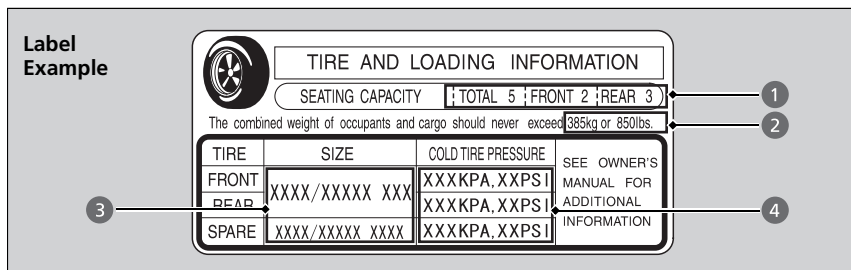 Label
Example
TIRE AND LOADING INFORMATION
SEATING CAPACITY TOTAL 5 FRONT 2 REAR 3
1
The combined weight of occupants and cargo should never exceed 385kg or 850lbs.
2
TIRE SIZE COLD TIRE PRESSURE
SEE OWNER'S
MANUAL FOR
ADDITIONAL
INFORMATION
FRONT XXXX/XXXXX XXX XXXKPA,XXPSI
REAR XXXKPA,XXPSI
3
4
SPARE XXXX/XXXXX XXXX XXXKPA,XXPSI